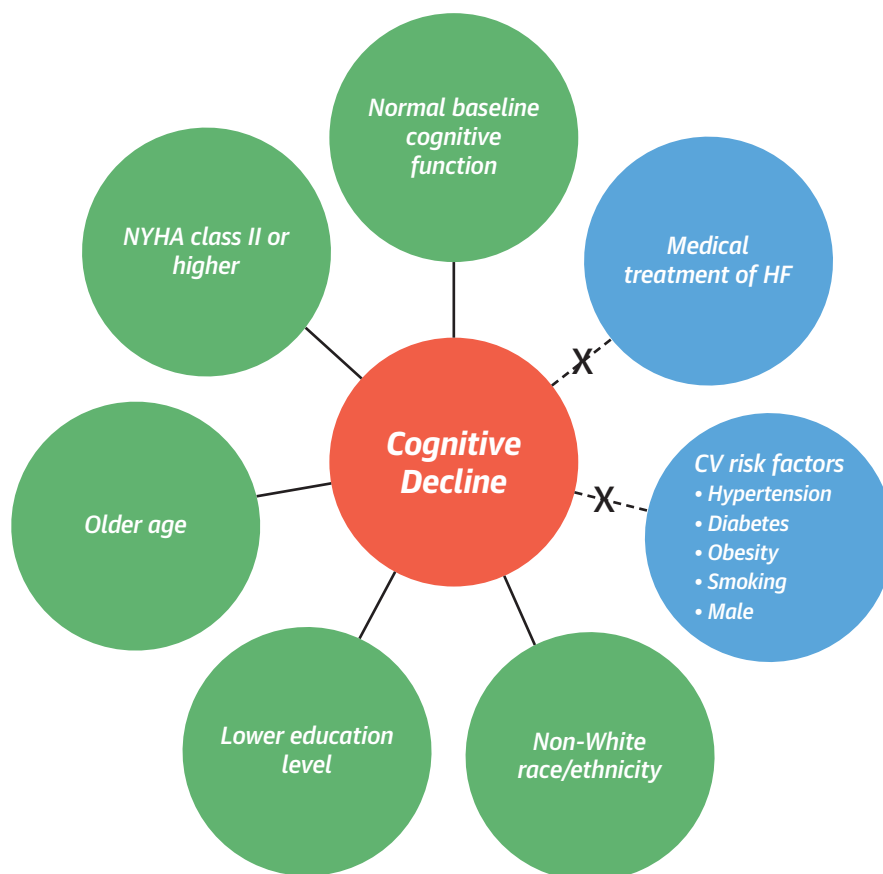 Normal baseline
cognitive
function
NYHA class II or
higher
Medical
treatment of HF
X
Cognitive
Decline
X
CV risk factors
• Hypertension
• Diabetes
• Obesity
• Smoking
• Male
Older age
Lower education
level
Non-White
race/ethnicity